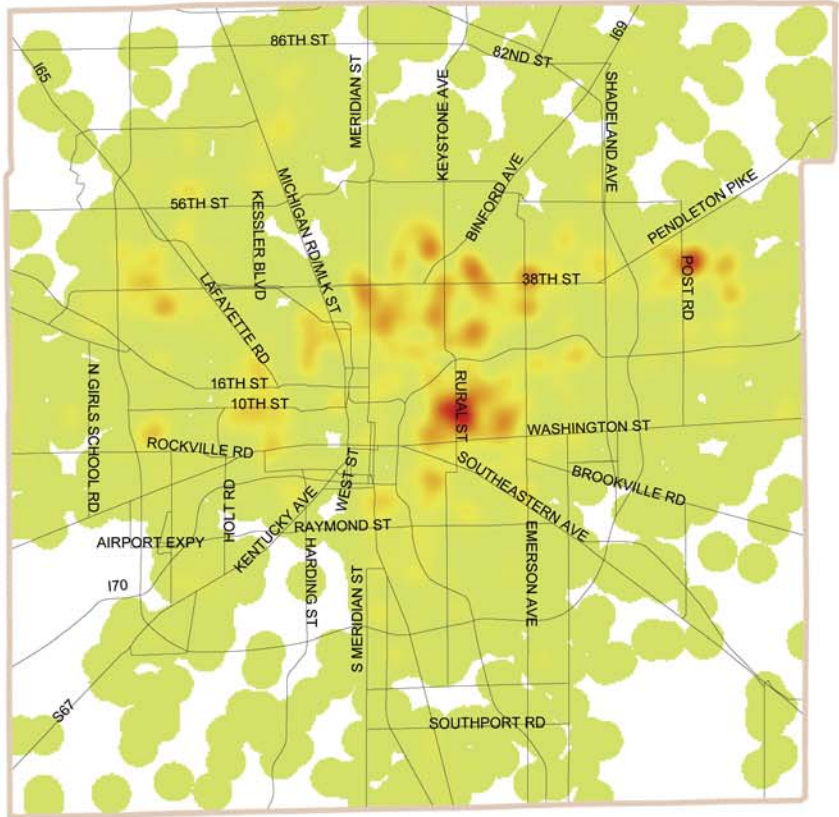 86TH ST
82ND ST
I69
I65
MERIDIAN ST
KEYSTONE AVE
SHADELAND AVE
BINFORD AVE
PENDLETON PIKE
MICHIGAN RD/MLK ST
56TH ST
KESSLER BLVD
38TH ST
POST RD
LAFAYETTE RD
N GIRLS SCHOOL RD
16TH ST
10TH ST
RURAL ST
WASHINGTON ST
ROCKVILLE RD
WEST ST
SOUTHEASTERN AVE
BROOKVILLE RD
HOLT RD
KENTUCKY AVE
RAYMOND ST
AIRPORT EXPY
HARDING ST
EMERSON AVE
I70
S MERIDIAN ST
S67
SOUTHPORT RD